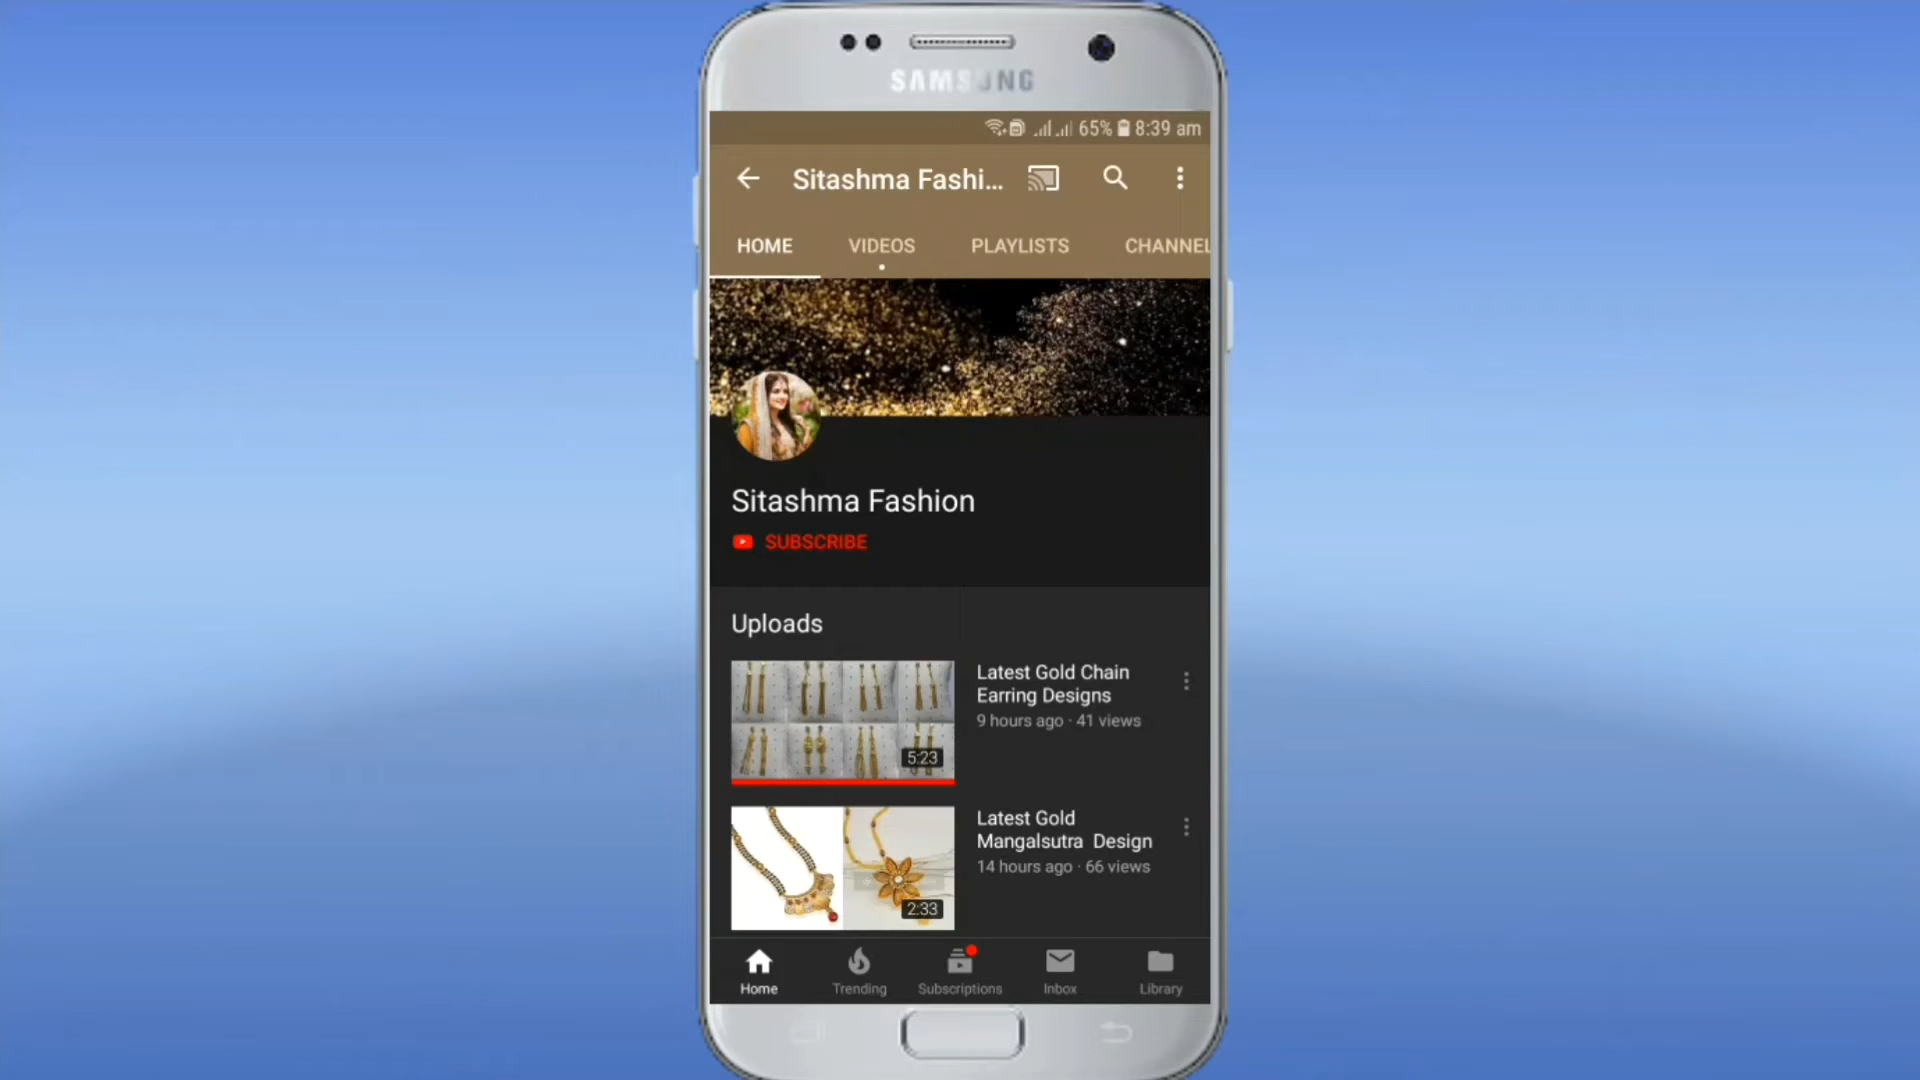 SAMSUNG
65% 8:39 am
Sitashma Fashi...
HOME VIDEOS PLAYLISTS CHANNEL
Sitashma Fashion
SUBSCRIBE
Uploads
Latest Gold Chain
Earring Designs
9 hours ago · 41 views
5:23
Latest Gold
Mangalsutra Design
14 hours ago · 66 views
2:33
Home Trending Subscriptions Inbox Library